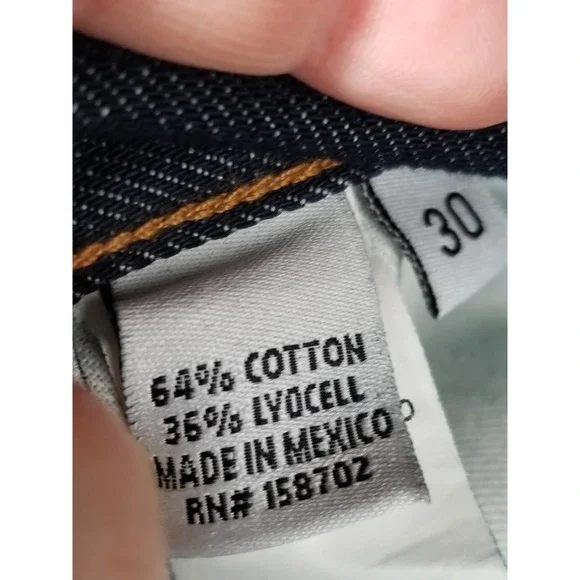 30
64% COTTON
36% LYOCELL
MADE IN MEXICO
RN# 158702